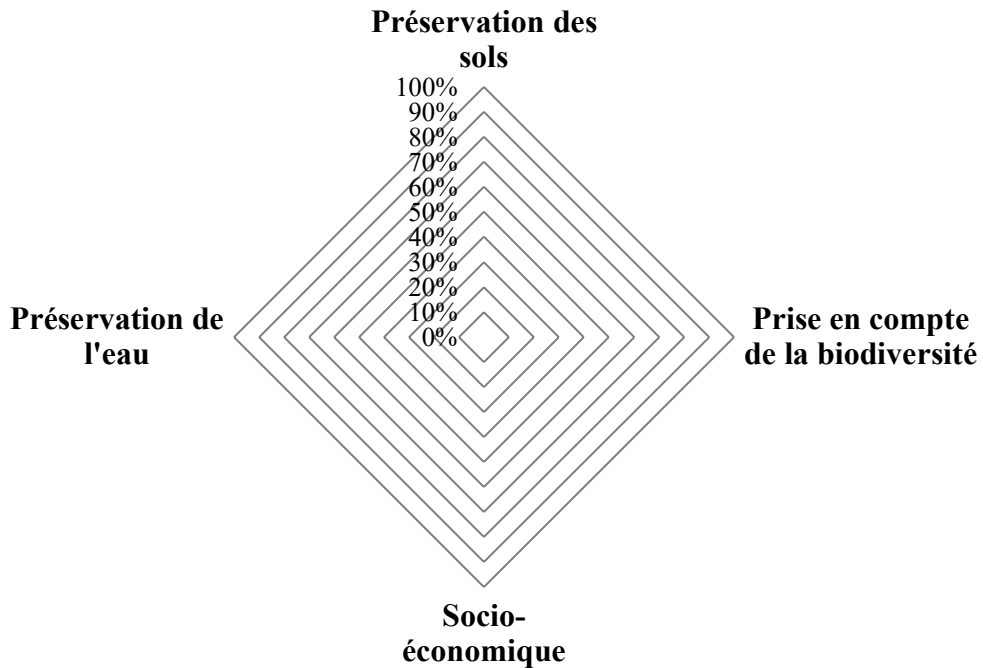 Préservation des
sols
100%
90%
80%
70%
60%
50%
40%
30%
20%
10%
0%
Préservation de
l'eau
Prise en compte
de la biodiversité
Socio-
économique